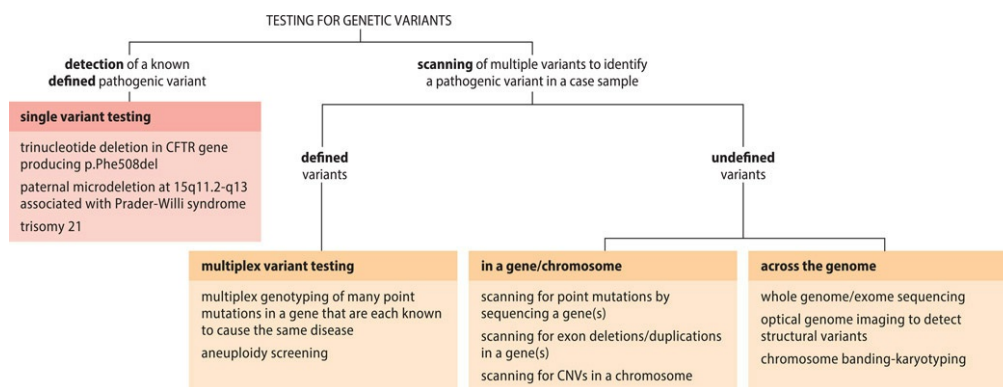 TESTING FOR GENETIC VARIANTS
detection of a known
defined pathogenic variant
scanning of multiple variants to identify
a pathogenic variant in a case sample
single variant testing
trinucleotide deletion in CFTR gene
producing p.Phe508del
paternal microdeletion at 15q11.2-q13
associated with Prader-Willi syndrome
trisomy 21
defined
variants
undefined
variants
multiplex variant testing
multiplex genotyping of many point
mutations in a gene that are each known
to cause the same disease
aneuploidy screening
in a gene/chromosome
scanning for point mutations by
sequencing a gene(s)
scanning for exon deletions/duplications
in a gene(s)
scanning for CNVs in a chromosome
across the genome
whole genome/exome sequencing
optical genome imaging to detect
structural variants
chromosome banding-karyotyping